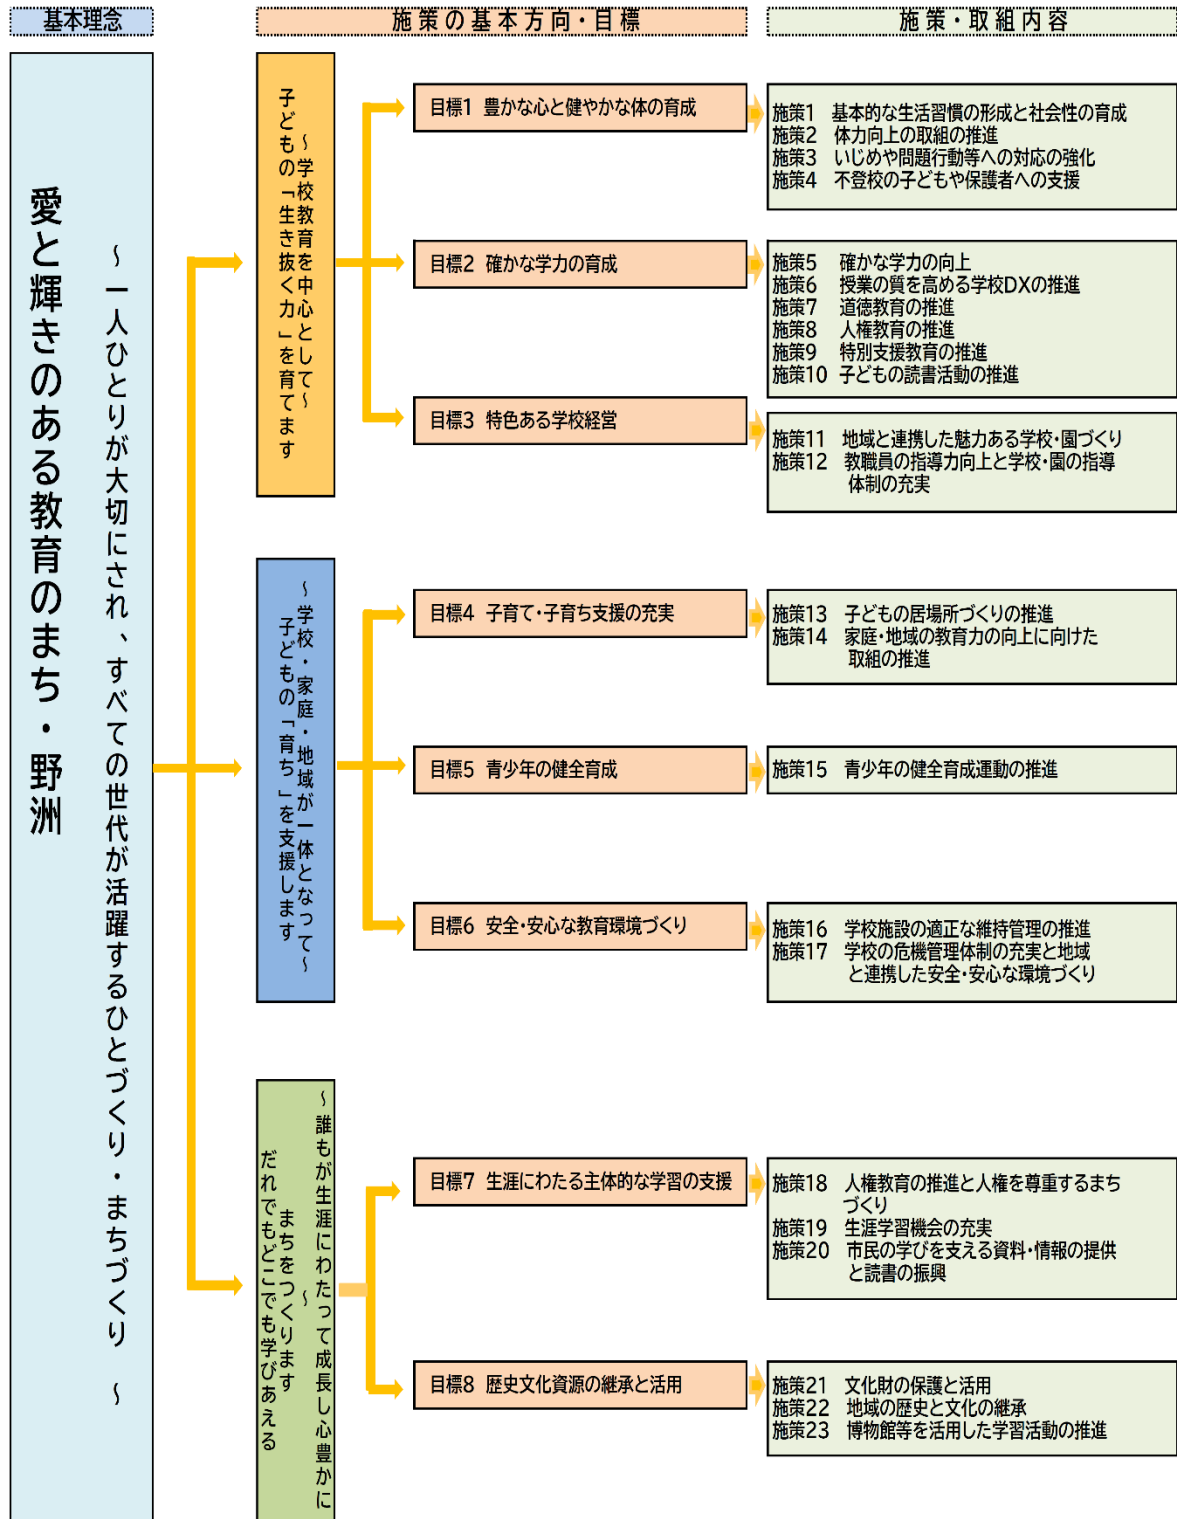 基本理念
施策の基本方向・目標
施策・取組内容
愛と輝きのある教育のまち・野洲
～一人ひとりが大切にされ、すべての世代が活躍するひとづくり・まちづくり ～
～学校教育を中心として～
子どもの「生き抜く力」を育てます
目標1 豊かな心と健やかな体の育成
施策1 基本的な生活習慣の形成と社会性の育成
施策2 体力向上の取組の推進
施策3 いじめや問題行動等への対応の強化
施策4 不登校の子どもや保護者への支援
目標2 確かな学力の育成
施策5 確かな学力の向上
施策6 授業の質を高める学校DXの推進
施策7 道徳教育の推進
施策8 人権教育の推進
施策9 特別支援教育の推進
施策10 子どもの読書活動の推進
目標3 特色ある学校経営
施策11 地域と連携した魅力ある学校・園づくり
施策12 教職員の指導力向上と学校・園の指導
体制の充実
～学校・家庭・地域が一体となって～
子どもの「育ち」を支援します
目標4 子育て・子育ち支援の充実
施策13 子どもの居場所づくりの推進
施策14 家庭・地域の教育力の向上に向けた
取組の推進
目標5 青少年の健全育成
施策15 青少年の健全育成運動の推進
目標6 安全・安心な教育環境づくり
施策16 学校施設の適正な維持管理の推進
施策17 学校の危機管理体制の充実と地域
と連携した安全・安心な環境づくり
～誰もが生涯にわたって成長し心豊かに
～
まちをつくります
だれでもどこでも学びあえる
目標7 生涯にわたる主体的な学習の支援
施策18 人権教育の推進と人権を尊重するまち
づくり
施策19 生涯学習機会の充実
施策20 市民の学びを支える資料・情報の提供
と読書の振興
目標8 歴史文化資源の継承と活用
施策21 文化財の保護と活用
施策22 地域の歴史と文化の継承
施策23 博物館等を活用した学習活動の推進